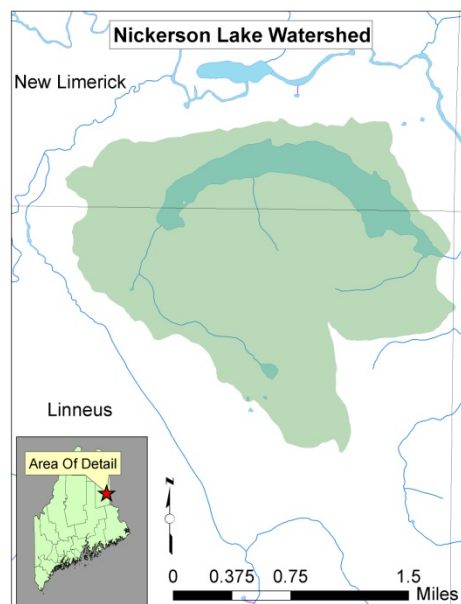 Nickerson Lake Watershed
New Limerick
Linneus
Area Of Detail
z
0 0.375 0.75 1.5
Miles